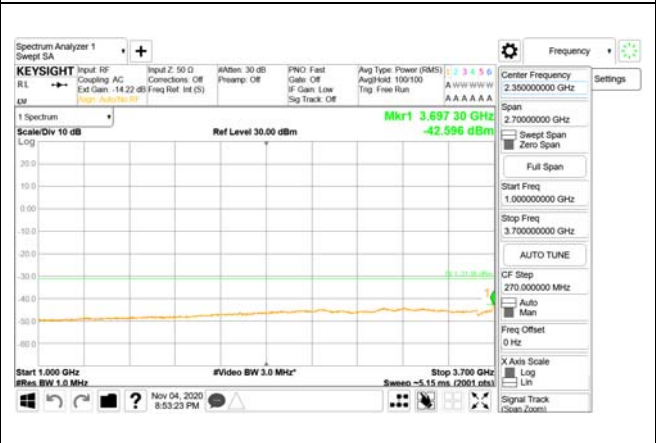 Spectrum Analyzer 1
Swept SA
+
Frequency
KEYSIGHT
RL
Input: RF
Coupling: AC
Ext Gain: -14.22 dB
Align: Auto/No RF
Input Z: 50 Ω
Corrections: Off
Freq Ref: Int (S)
#Atten: 30 dB
Preamp: Off
PNO: Fast
Gate: Off
IF Gain: Low
Sig Track: Off
Avg Type: Power (RMS)
Avg|Hold: 100/100
Trig: Free Run
1 2 3 4 5 6
A W W W W W
A A A A A A
1 Spectrum
Mkr1 3.697 30 GHz
Scale/Div 10 dB
Ref Level 30.00 dBm
-42.596 dBm
Log
20.0
10.0
0.00
-10.0
-20.0
-30.0
-40.0
-50.0
-60.0
1
Start 1.000 GHz
#Video BW 3.0 MHz*
Stop 3.700 GHz
#Res BW 1.0 MHz
Sweep ~5.15 ms (2001 pts)
Nov 04, 2020
8:53:23 PM
?
Center Frequency
2.350000000 GHz
Settings
Span
2.70000000 GHz
Swept Span
Zero Span
Full Span
Start Freq
1.000000000 GHz
Stop Freq
3.700000000 GHz
AUTO TUNE
CF Step
270.000000 MHz
Auto
Man
Freq Offset
0 Hz
X Axis Scale
Log
Lin
Signal Track
(Span Zoom)